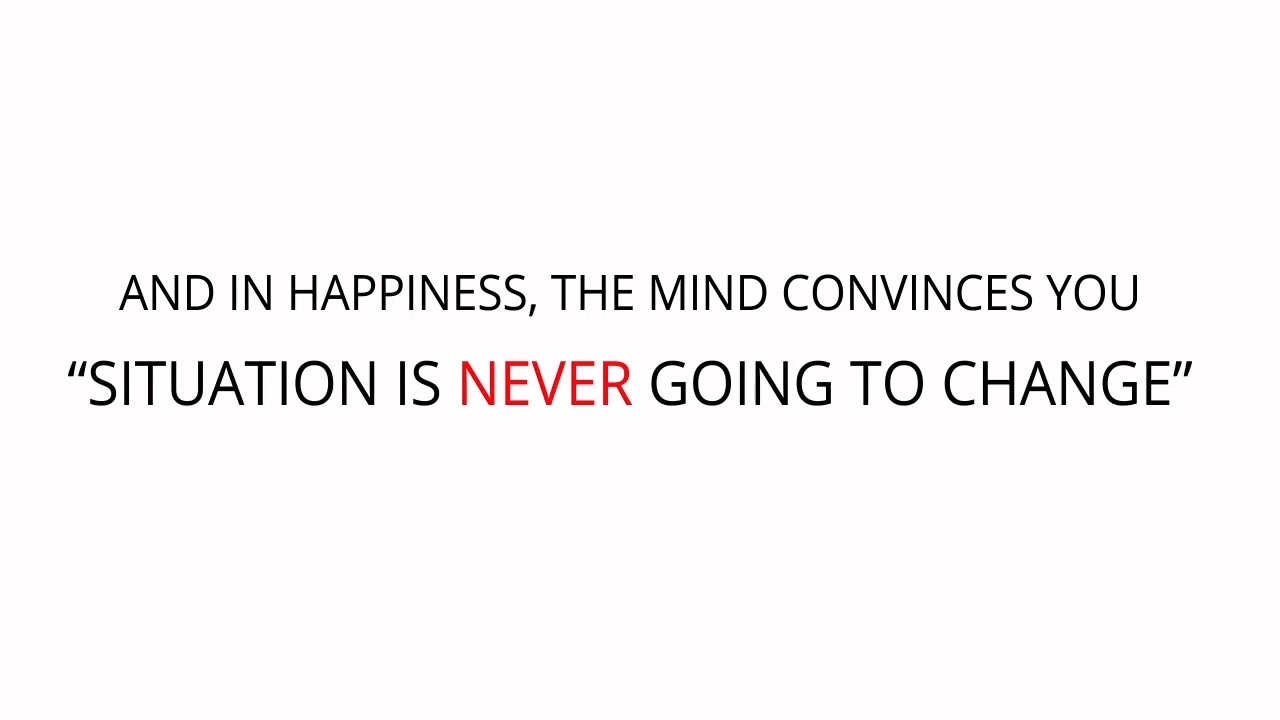 AND IN HAPPINESS, THE MIND CONVINCES YOU
“SITUATION IS NEVER GOING TO CHANGE”